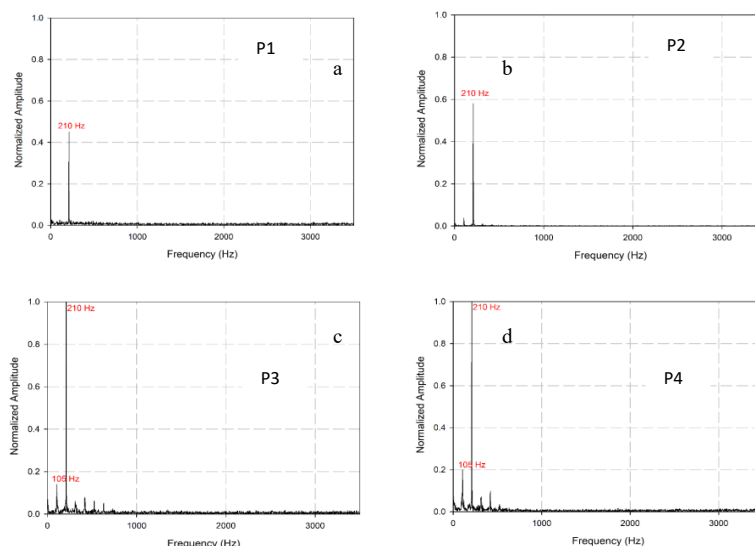 1.0
0.8
0.6
0.4
0.2
0.0
Normalized Amplitude
P1
a
210 Hz
0
1000
2000
3000
Frequency (Hz)
1.0
0.8
0.6
0.4
0.2
0.0
Normalized Amplitude
P2
b
210 Hz
0
1000
2000
3000
Frequency (Hz)
1.0
0.8
0.6
0.4
0.2
0.0
Normalized Amplitude
210 Hz
c
P3
105 Hz
0
1000
2000
3000
Frequency (Hz)
1.0
0.8
0.6
0.4
0.2
0.0
Normalized Amplitude
210 Hz
d
P4
105 Hz
0
1000
2000
3000
Frequency (Hz)